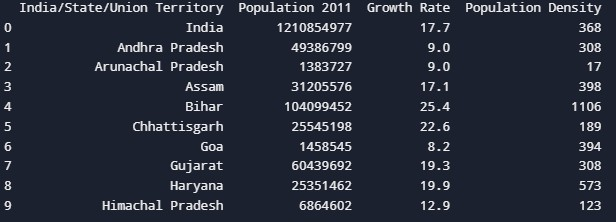 India/State/Union Territory Population 2011 Growth Rate Population Density
0 India 1210854977 17.7 368
1 Andhra Pradesh 49386799 9.0 308
2 Arunachal Pradesh 1383727 9.0 17
3 Assam 31205576 17.1 398
4 Bihar 104099452 25.4 1106
5 Chhattisgarh 25545198 22.6 189
6 Goa 1458545 8.2 394
7 Gujarat 60439692 19.3 308
8 Haryana 25351462 19.9 573
9 Himachal Pradesh 6864602 12.9 123